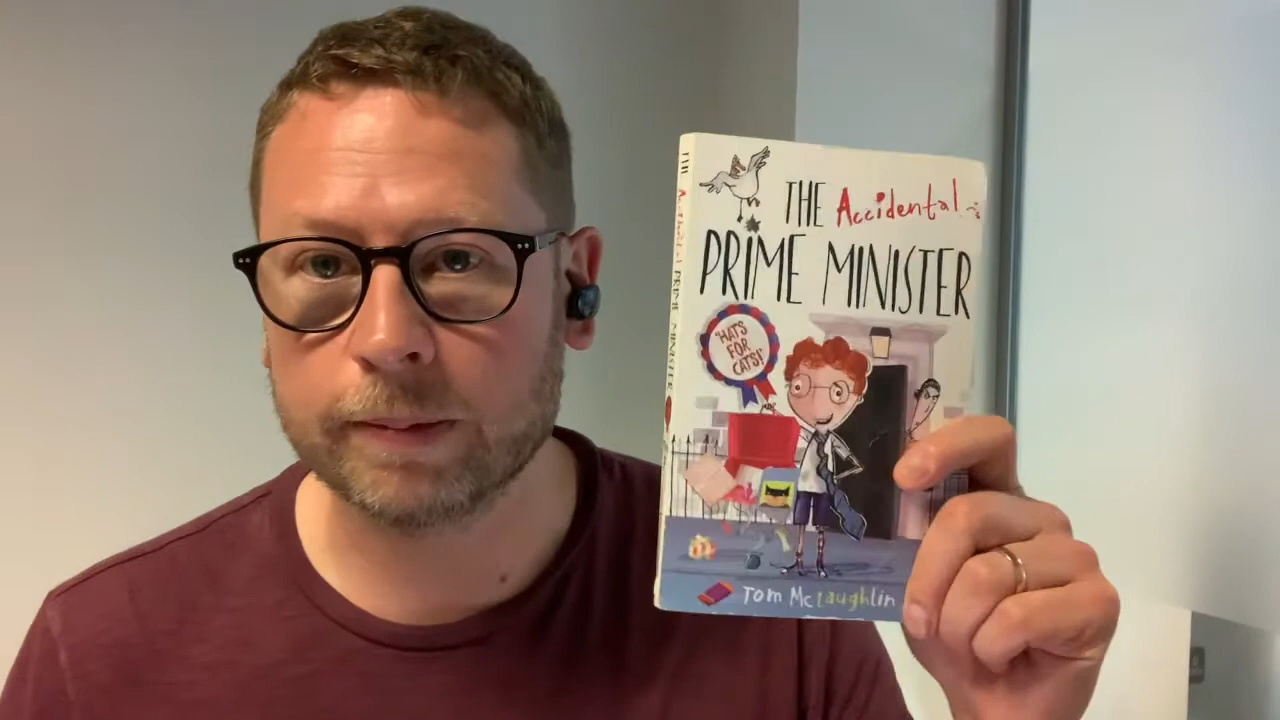 THE Accidental
PRIME MINISTER
'HATS
FOR
CATS!'
Tom McLaughlin
THE Accidental PRIME MINISTER